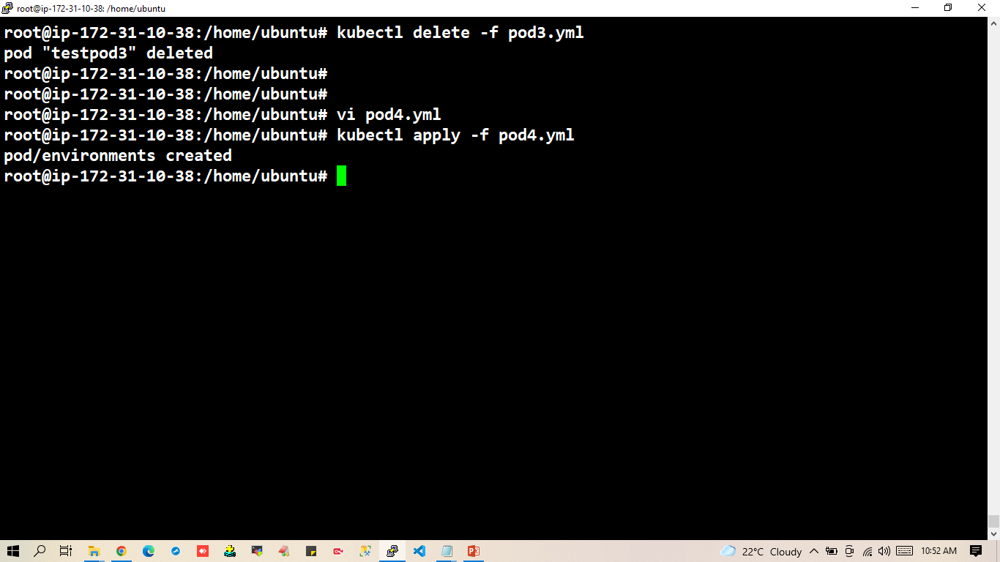 root@ip-172-31-10-38: /home/ubuntu
root@ip-172-31-10-38:/home/ubuntu# kubectl delete -f pod3.yml
pod "testpod3" deleted
root@ip-172-31-10-38:/home/ubuntu#
root@ip-172-31-10-38:/home/ubuntu#
root@ip-172-31-10-38:/home/ubuntu# vi pod4.yml
root@ip-172-31-10-38:/home/ubuntu# kubectl apply -f pod4.yml
pod/environments created
root@ip-172-31-10-38:/home/ubuntu#
22°C Cloudy 10:52 AM